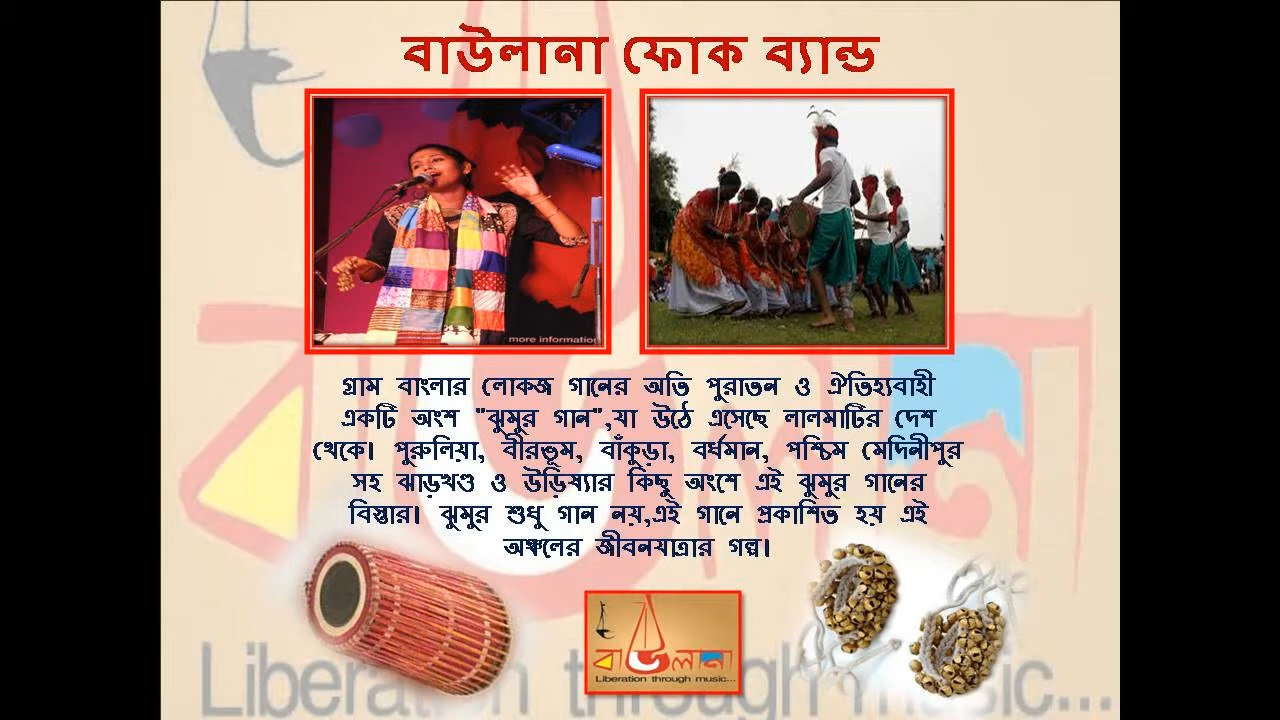 বাউলানা ফোক ব্যান্ড
more information
গ্রাম বাংলার লোকজ গানের অতি পুরাতন ও ঐতিহ্যবাহী
একটি অংশ "ঝুমুর গান",যা উঠে এসেছে লালমাটির দেশ
থেকে। পুরুলিয়া, বীরভূম, বাঁকুড়া, বর্ধমান, পশ্চিম মেদিনীপুর
সহ ঝাড়খণ্ড ও উড়িষ্যার কিছু অংশে এই ঝুমুর গানের
বিস্তার। ঝুমুর শুধু গান নয়,এই গানে প্রকাশিত হয় এই
অঞ্চলের জীবনযাত্রার গল্প।
বাউলানা
Liberation through music...
বাউলানা
Liberation through music...